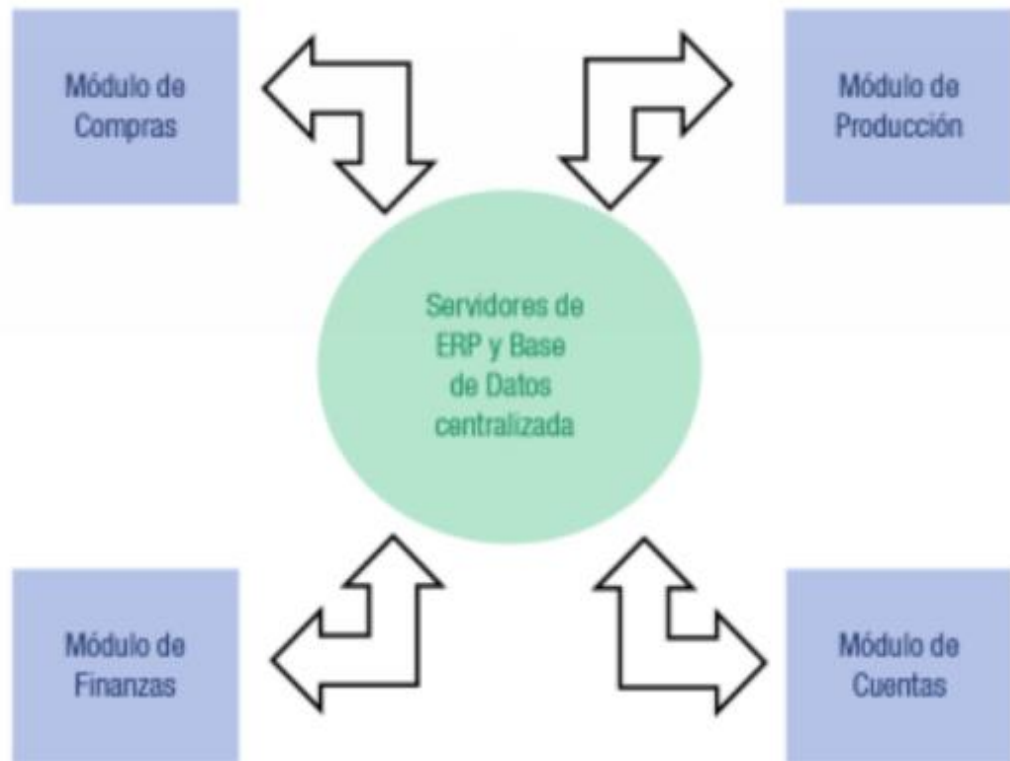 Módulo de
Compras
Módulo de
Producción
Servidores de
ERP y Base
de Datos
centralizada
Módulo de
Finanzas
Módulo de
Cuentas